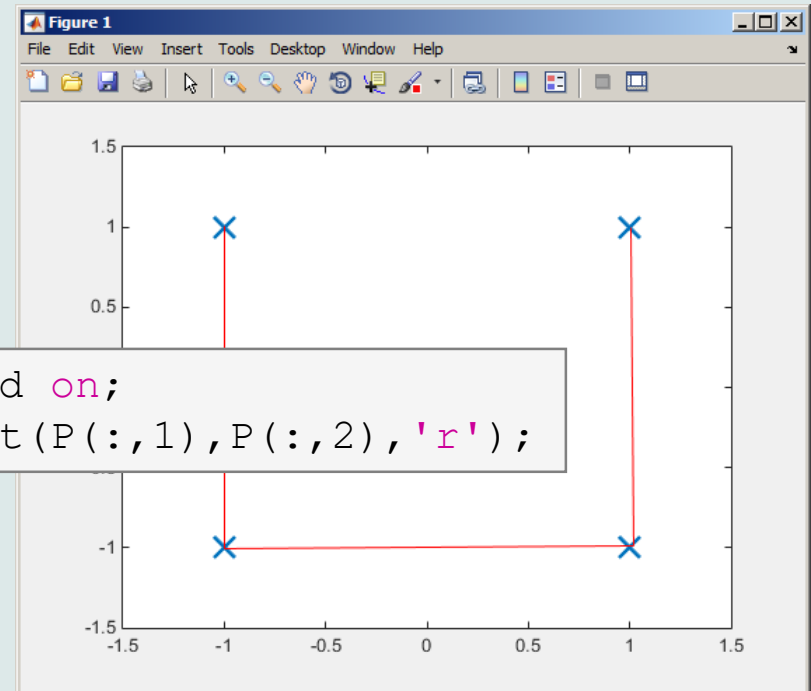 Figure 1
File Edit View Insert Tools Desktop Window Help
1.5
1
0.5
d on;
t(P(:,1),P(:,2),'r');
-1
-1.5
-1.5 -1 -0.5 0 0.5 1 1.5